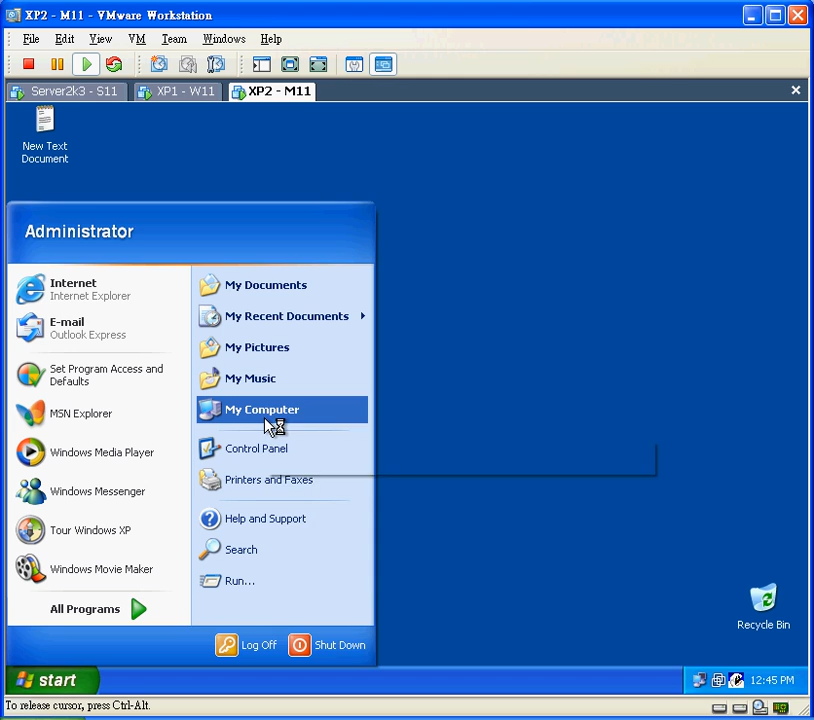 XP2 - M11 - VMware Workstation
File Edit View VM Team Windows Help
Server2k3 - S11 XP1 - W11 XP2 - M11
New Text
Document
Administrator
Internet
Internet Explorer
E-mail
Outlook Express
Set Program Access and
Defaults
MSN Explorer
Windows Media Player
Windows Messenger
Tour Windows XP
Windows Movie Maker
All Programs
My Documents
My Recent Documents
My Pictures
My Music
My Computer
Control Panel
Printers and Faxes
Help and Support
Search
Run...
Log Off Shut Down
Recycle Bin
start 12:45 PM
To release cursor, press Ctrl-Alt.